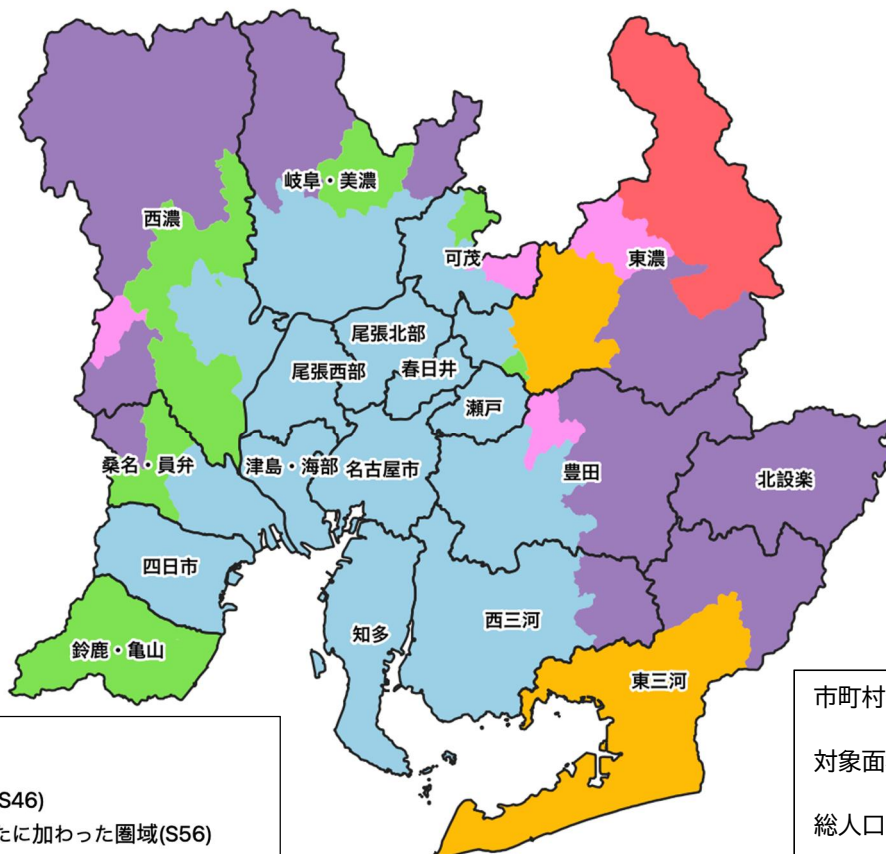 岐阜・美濃
西濃
東濃
可茂
尾張北部
尾張西部
春日井
瀬戸
桑名・員弁
津島・海部
名古屋市
豊田
北設楽
四日市
知多
西三河
鈴鹿・亀山
東三河
市町村
対象面
総人口
S46)
たに加わった圏域(S56)